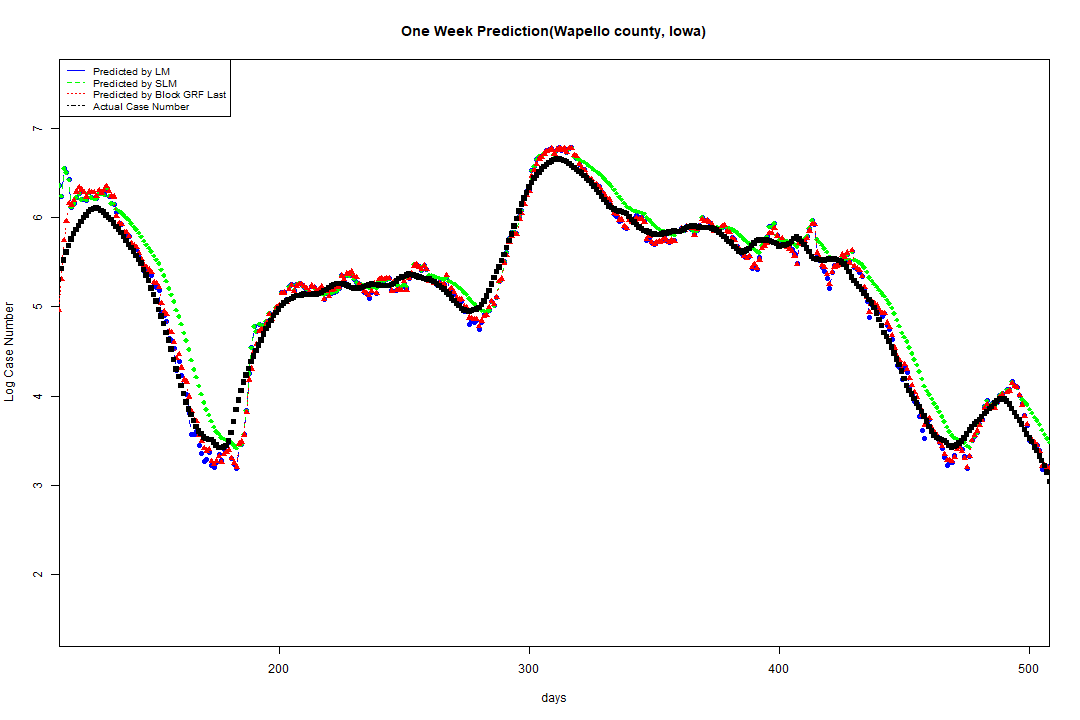 One Week Prediction(Wapello county, Iowa)
Predicted by LM
Predicted by SLM
Predicted by Block GRF Last
Actual Case Number
7
6
5
4
3
2
Log Case Number
200 300 400 500
days